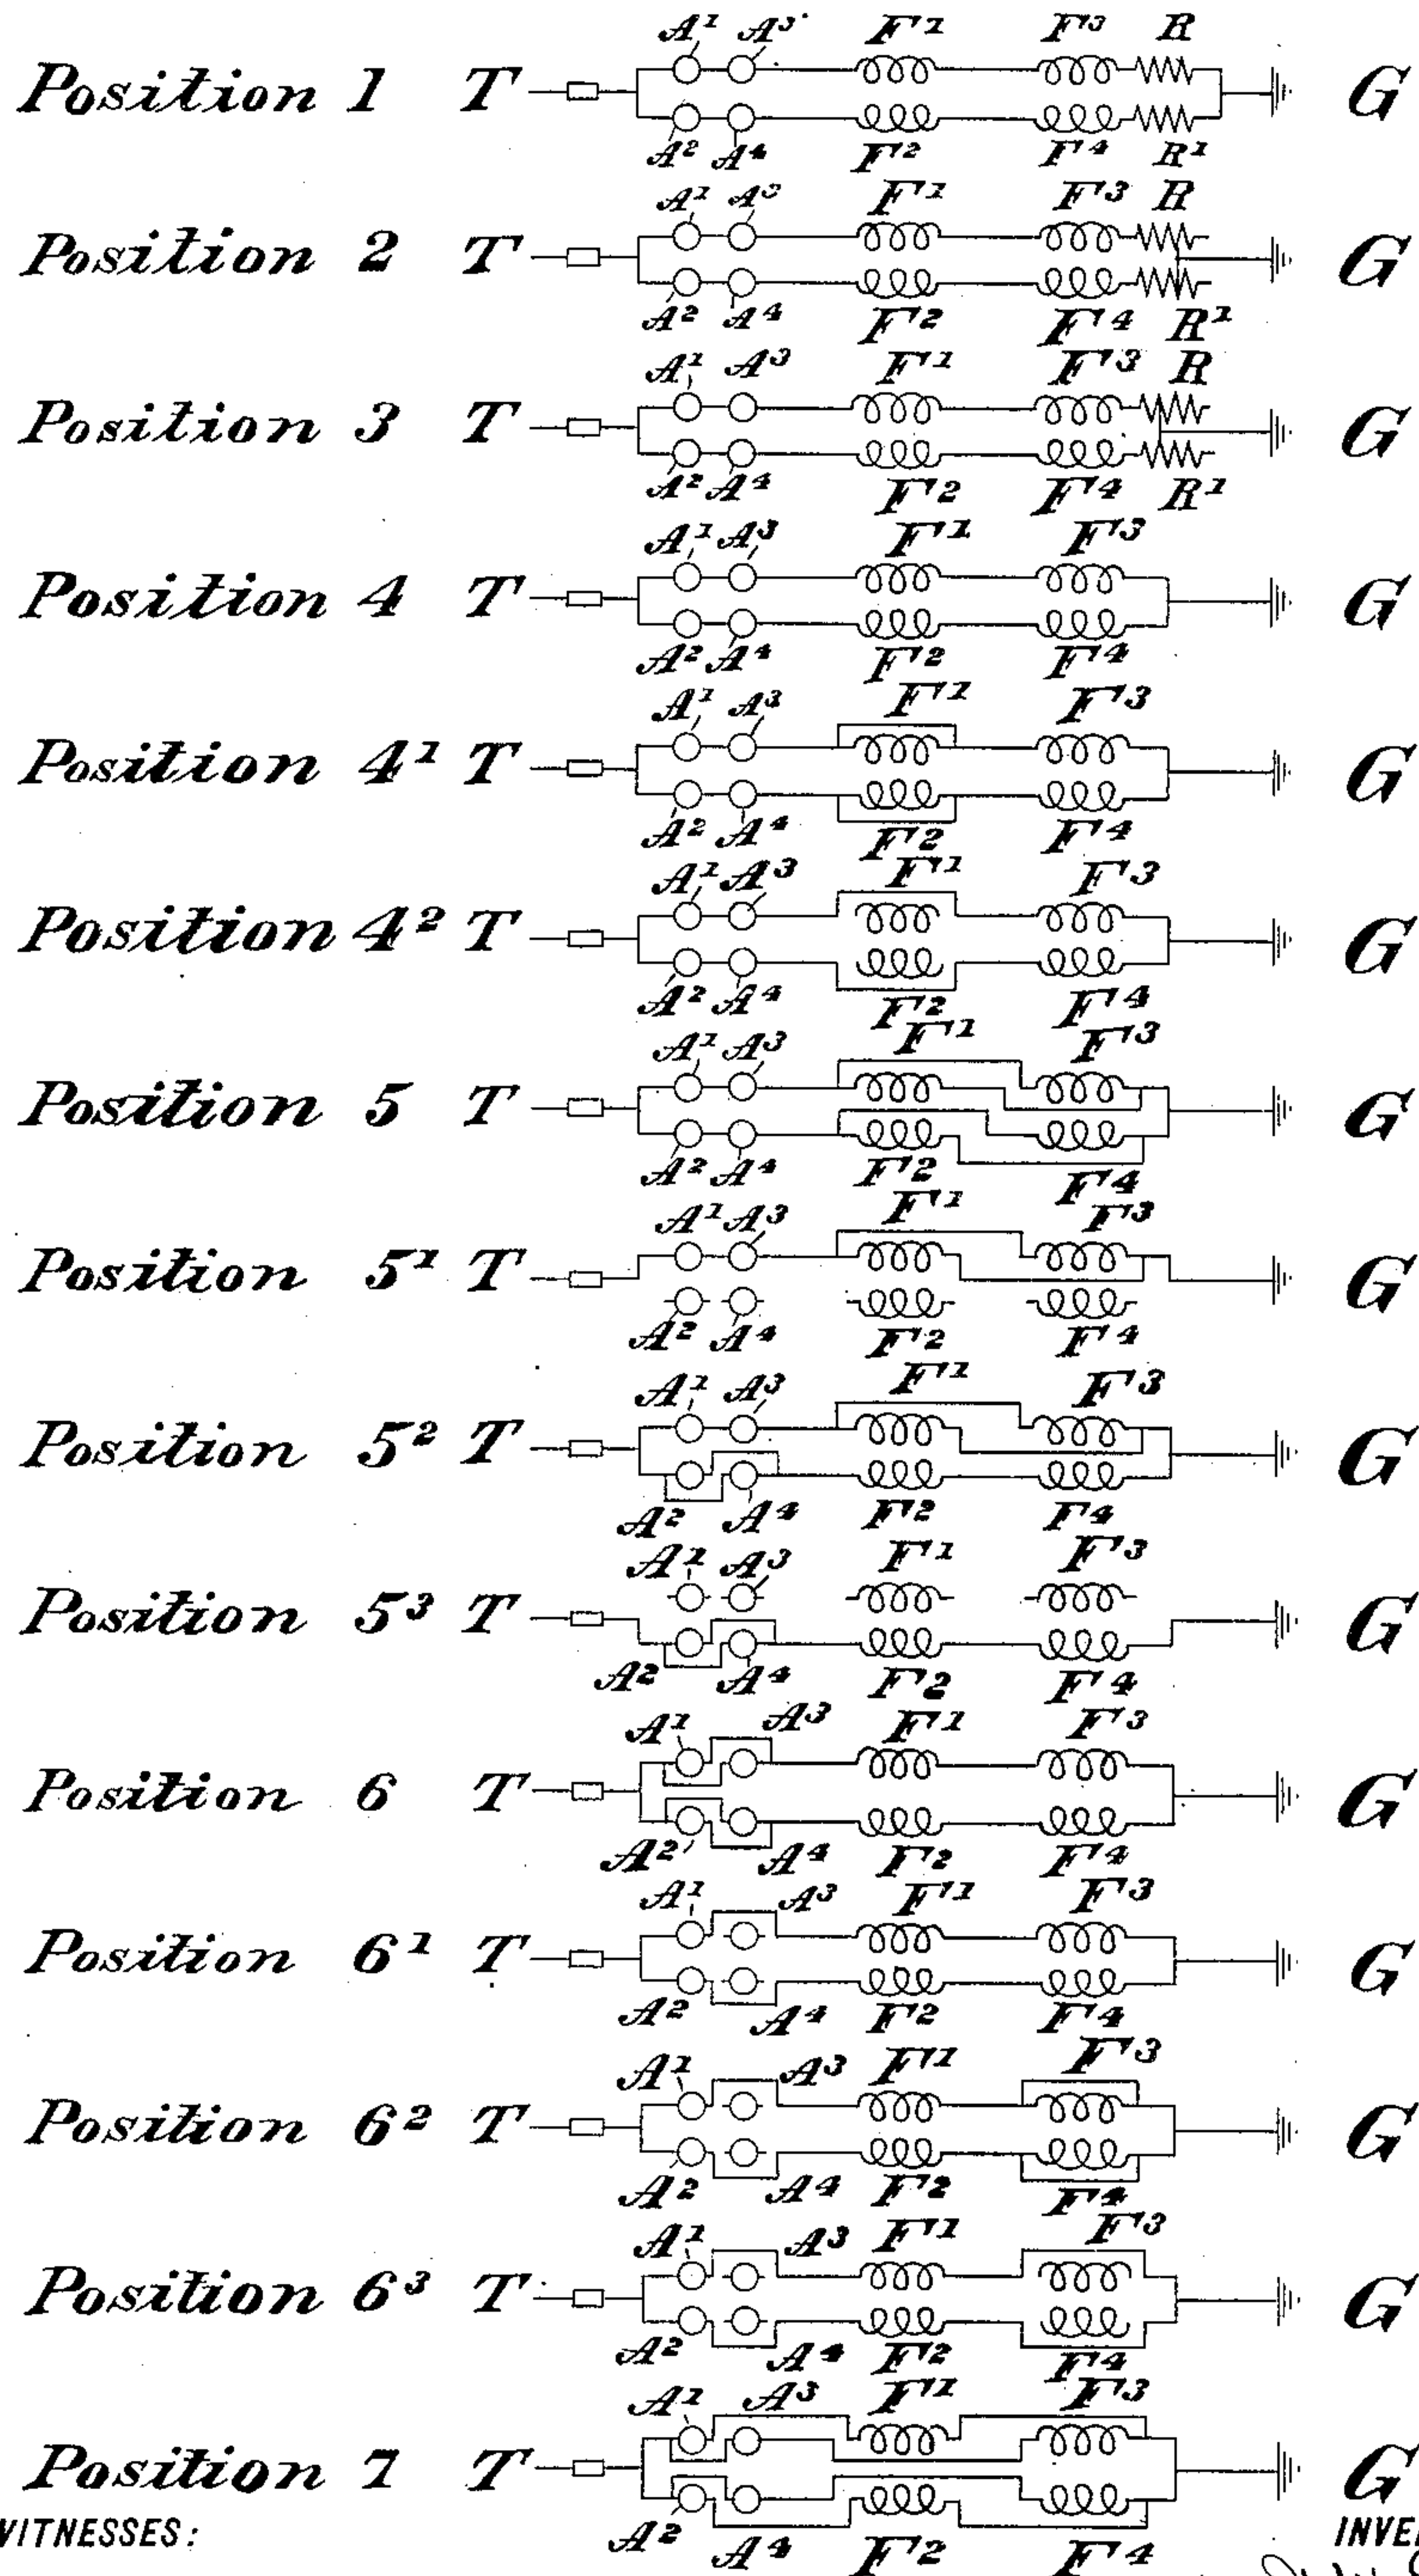 A¹ A³ F¹ F³ R
Position 1 T G
A² A⁴ F² F⁴ R¹
A¹ A³ F¹ F³ R
Position 2 T G
A² A⁴ F² F⁴ R¹
A¹ A³ F¹ F³ R
Position 3 T G
A² A⁴ F² F⁴ R¹
A¹ A³ F¹ F³
Position 4 T G
A² A⁴ F² F⁴
A¹ A³ F¹ F³
Position 4¹ T G
A² A⁴ F² F⁴
A¹ A³ F¹ F³
Position 4² T G
A² A⁴ F² F⁴
A¹ A³ F¹ F³
Position 5 T G
A² A⁴ F² F⁴
A¹ A³ F¹ F³
Position 5¹ T G
A² A⁴ F² F⁴
A¹ A³ F¹ F³
Position 5² T G
A² A⁴ F² F⁴
A¹ A³ F¹ F³
Position 5³ T G
A² A⁴ F² F⁴
A¹ A³ F¹ F³
Position 6 T G
A² A⁴ F² F⁴
A¹ A³ F¹ F³
Position 6¹ T G
A² A⁴ F² F⁴
A¹ A³ F¹ F³
Position 6² T G
A² A⁴ F² F⁴
A¹ A³ F¹ F³
Position 6³ T G
A² A⁴ F² F⁴
A¹ A³ F¹ F³
Position 7 T G
A² A⁴ F² F⁴
WITNESSES: